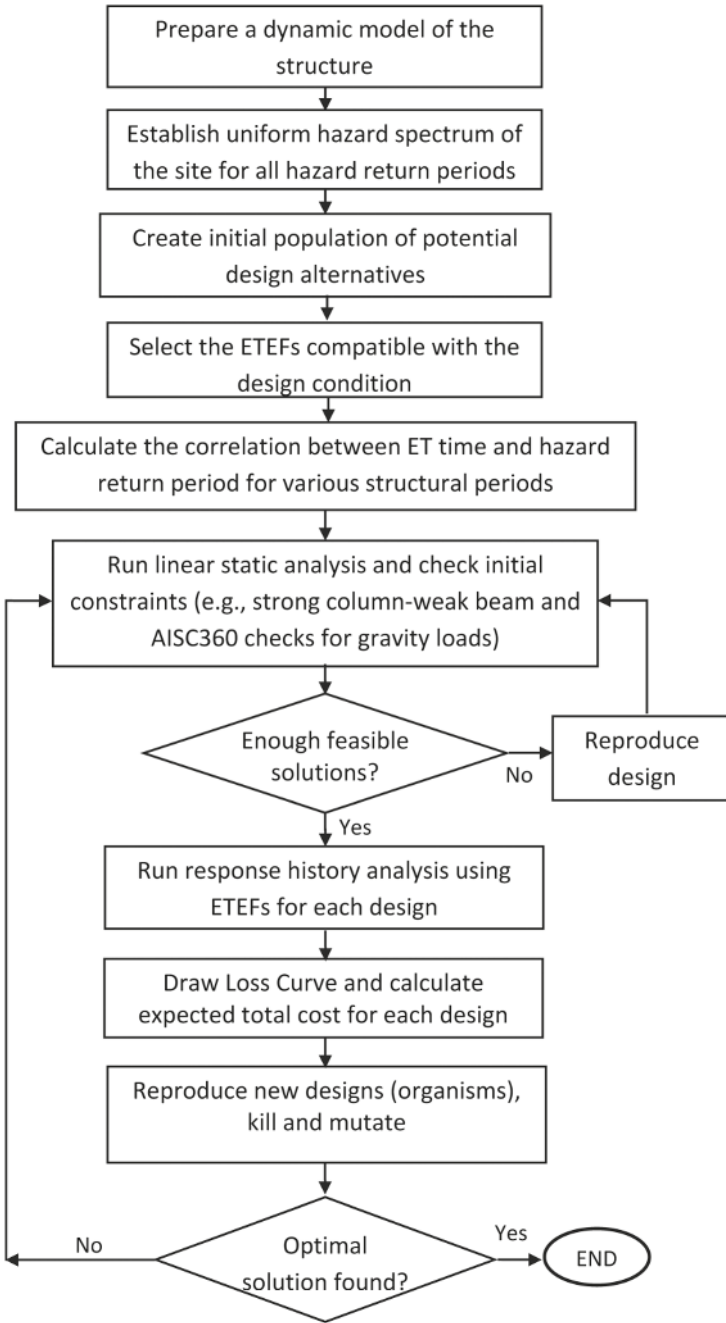 Prepare a dynamic model of the
structure
Establish uniform hazard spectrum of
the site for all hazard return periods
Create initial population of potential
design alternatives
Select the ETEFs compatible with the
design condition
Calculate the correlation between ET time and hazard
return period for various structural periods
Run linear static analysis and check initial
constraints (e.g., strong column-weak beam and
AISC360 checks for gravity loads)
Enough feasible
solutions?
No
Reproduce
design
Yes
Run response history analysis using
ETEFs for each design
Draw Loss Curve and calculate
expected total cost for each design
Reproduce new designs (organisms),
kill and mutate
No
Optimal
solution found?
Yes
END